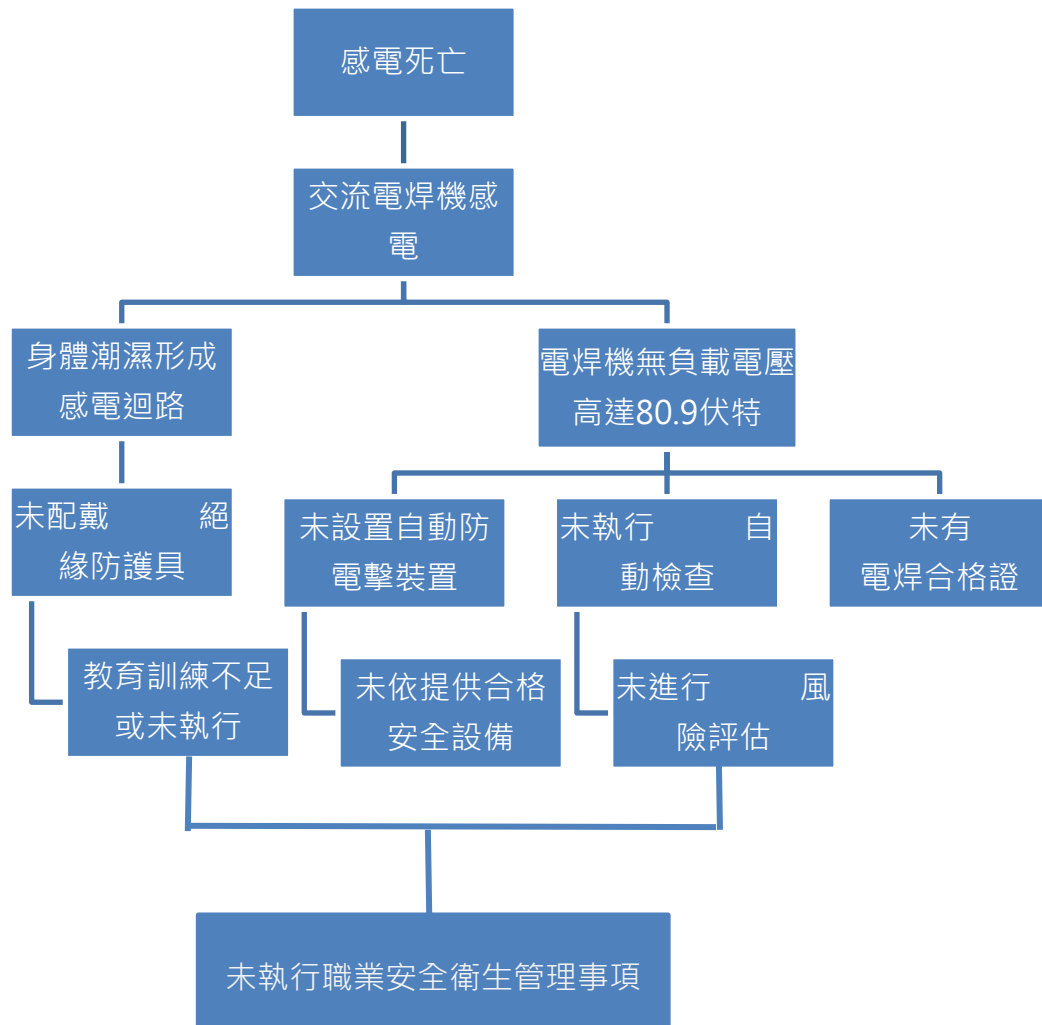 感電死亡
交流電焊機感
電
身體潮濕形成
感電迴路
電焊機無負載電壓
高達80.9伏特
未配戴 絕
緣防護具
未設置自動防
電擊裝置
未執行 自
動檢查
未有
電焊合格證
教育訓練不足
或未執行
未依提供合格
安全設備
未進行 風
險評估
未執行職業安全衛生管理事項